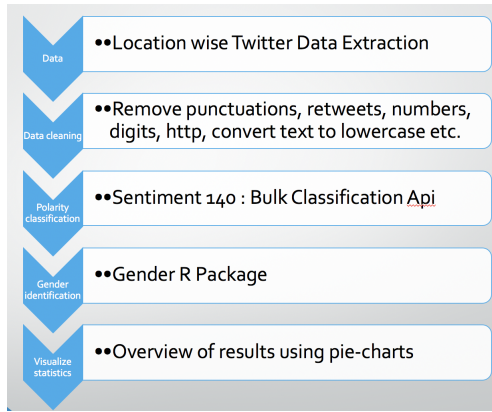 Data
••Location wise Twitter Data Extraction
Data cleaning
••Remove punctuations, retweets, numbers,
digits, http, convert text to lowercase etc.
Polarity
classification
••Sentiment 140 : Bulk Classification Api
Gender
identification
••Gender R Package
Visualize
statistics
••Overview of results using pie-charts